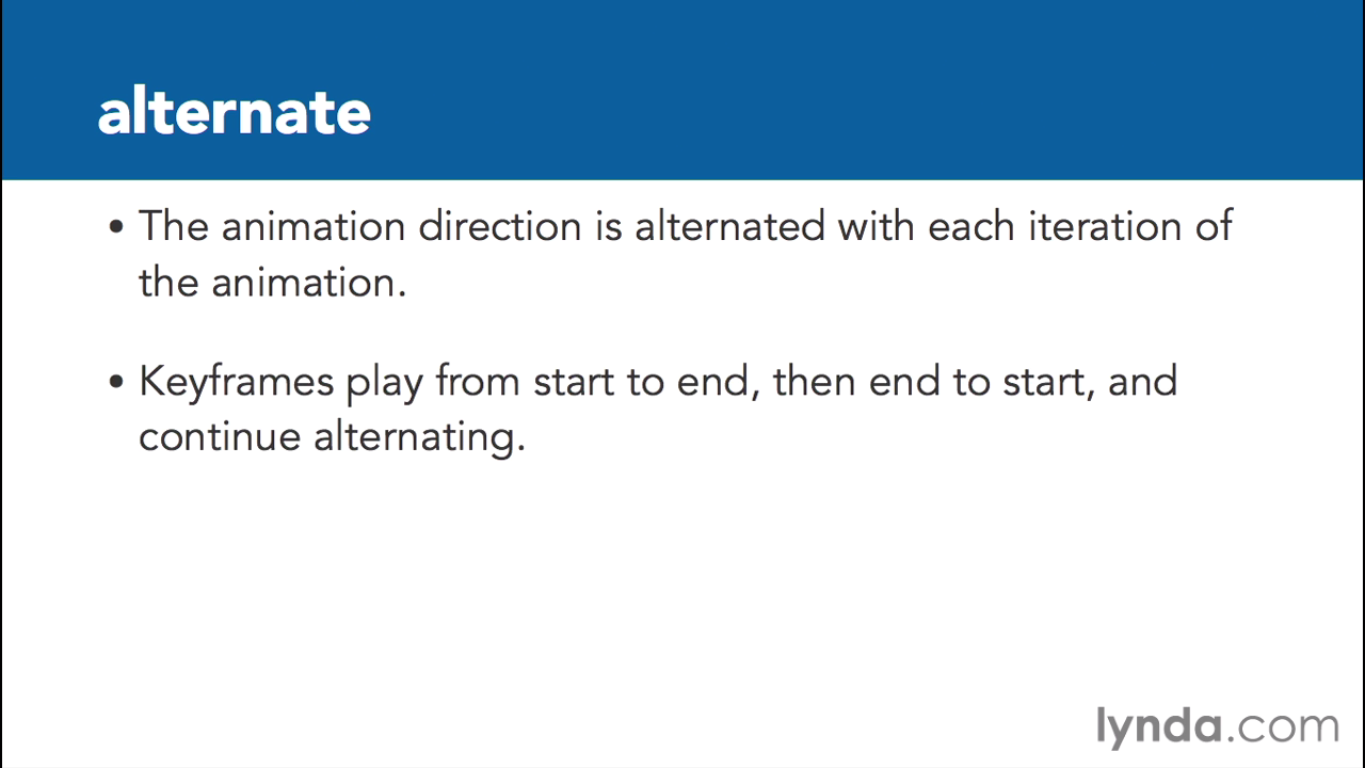 alternate
• The animation direction is alternated with each iteration of
the animation.
• Keyframes play from start to end, then end to start, and
continue alternating.
lynda.com